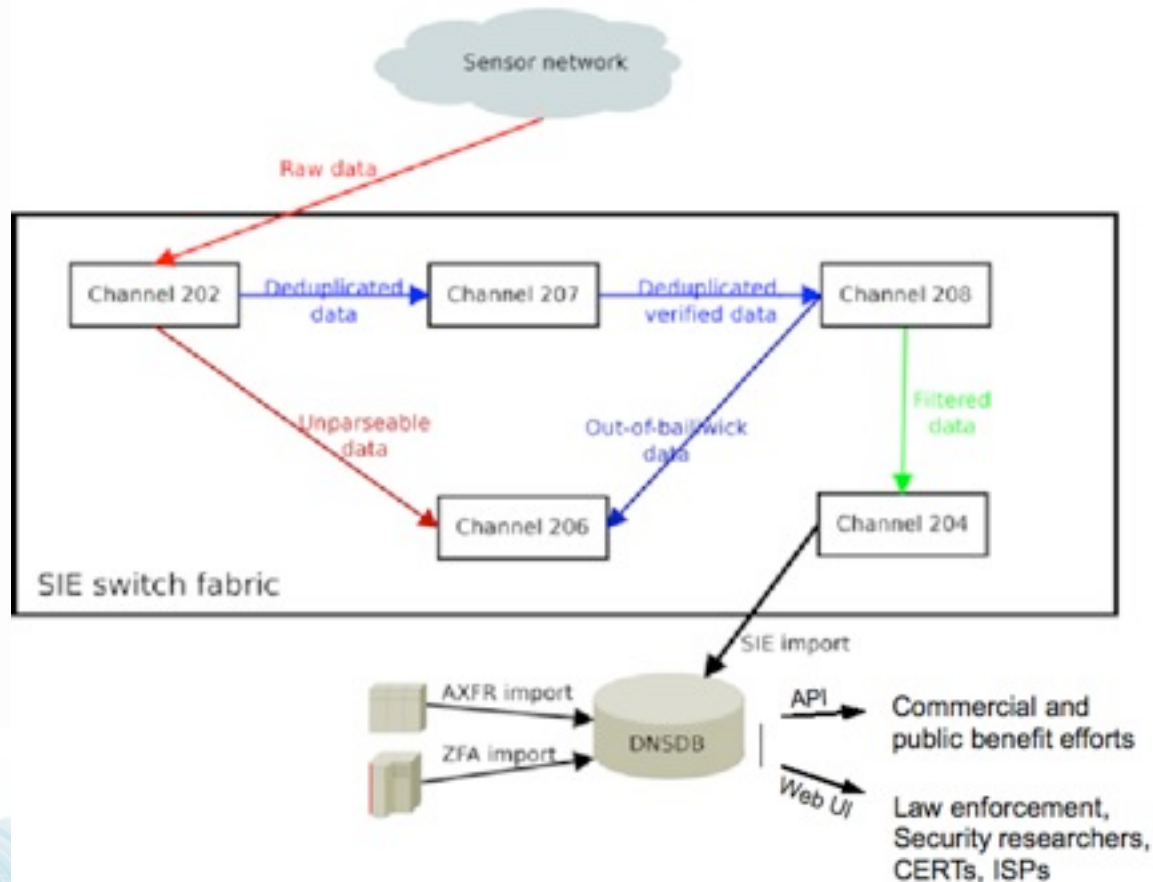 Sensor network
Raw data
Channel 202
Deduplicated
data
Channel 207
Deduplicated
verified data
Channel 208
Unparseable
data
Out-of-bailiwick
data
Filtered
data
Channel 206
Channel 204
SIE switch fabric
SIE import
AXFR import
ZFA import
DNSDB
API
Commercial and
public benefit efforts
Web UI
Law enforcement,
Security researchers,
CERTs, ISPs